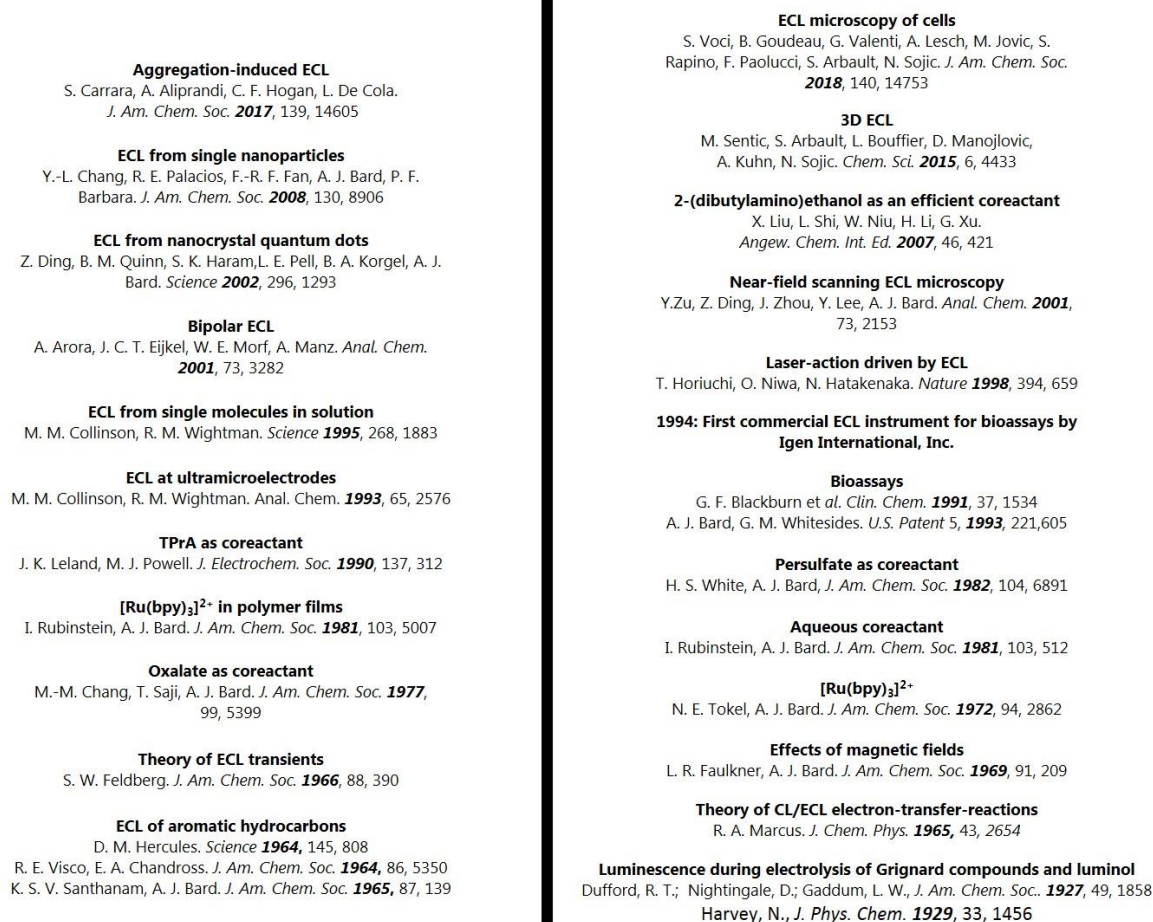 Aggregation-induced ECL
S. Carrara, A. Aliprandi, C. F. Hogan, L. De Cola.
J. Am. Chem. Soc. 2017, 139, 14605
ECL from single nanoparticles
Y.-L. Chang, R. E. Palacios, F.-R. F. Fan, A. J. Bard, P. F.
Barbara. J. Am. Chem. Soc. 2008, 130, 8906
ECL from nanocrystal quantum dots
Z. Ding, B. M. Quinn, S. K. Haram,L. E. Pell, B. A. Korgel, A. J.
Bard. Science 2002, 296, 1293
Bipolar ECL
A. Arora, J. C. T. Eijkel, W. E. Morf, A. Manz. Anal. Chem.
2001, 73, 3282
ECL from single molecules in solution
M. M. Collinson, R. M. Wightman. Science 1995, 268, 1883
ECL at ultramicroelectrodes
M. M. Collinson, R. M. Wightman. Anal. Chem. 1993, 65, 2576
TPrA as coreactant
J. K. Leland, M. J. Powell. J. Electrochem. Soc. 1990, 137, 312
[Ru(bpy)₃]²⁺ in polymer films
I. Rubinstein, A. J. Bard. J. Am. Chem. Soc. 1981, 103, 5007
Oxalate as coreactant
M.-M. Chang, T. Saji, A. J. Bard. J. Am. Chem. Soc. 1977,
99, 5399
Theory of ECL transients
S. W. Feldberg. J. Am. Chem. Soc. 1966, 88, 390
ECL of aromatic hydrocarbons
D. M. Hercules. Science 1964, 145, 808
R. E. Visco, E. A. Chandross. J. Am. Chem. Soc. 1964, 86, 5350
K. S. V. Santhanam, A. J. Bard. J. Am. Chem. Soc. 1965, 87, 139
ECL microscopy of cells
S. Voci, B. Goudeau, G. Valenti, A. Lesch, M. Jovic, S.
Rapino, F. Paolucci, S. Arbault, N. Sojic. J. Am. Chem. Soc.
2018, 140, 14753
3D ECL
M. Sentic, S. Arbault, L. Bouffier, D. Manojlovic,
A. Kuhn, N. Sojic. Chem. Sci. 2015, 6, 4433
2-(dibutylamino)ethanol as an efficient coreactant
X. Liu, L. Shi, W. Niu, H. Li, G. Xu.
Angew. Chem. Int. Ed. 2007, 46, 421
Near-field scanning ECL microscopy
Y.Zu, Z. Ding, J. Zhou, Y. Lee, A. J. Bard. Anal. Chem. 2001,
73, 2153
Laser-action driven by ECL
T. Horiuchi, O. Niwa, N. Hatakenaka. Nature 1998, 394, 659
1994: First commercial ECL instrument for bioassays by
Igen International, Inc.
Bioassays
G. F. Blackburn et al. Clin. Chem. 1991, 37, 1534
A. J. Bard, G. M. Whitesides. U.S. Patent 5, 1993, 221,605
Persulfate as coreactant
H. S. White, A. J. Bard, J. Am. Chem. Soc. 1982, 104, 6891
Aqueous coreactant
I. Rubinstein, A. J. Bard. J. Am. Chem. Soc. 1981, 103, 512
[Ru(bpy)₃]²⁺
N. E. Tokel, A. J. Bard. J. Am. Chem. Soc. 1972, 94, 2862
Effects of magnetic fields
L. R. Faulkner, A. J. Bard. J. Am. Chem. Soc. 1969, 91, 209
Theory of CL/ECL electron-transfer-reactions
R. A. Marcus. J. Chem. Phys. 1965, 43, 2654
Luminescence during electrolysis of Grignard compounds and luminol
Dufford, R. T.; Nightingale, D.; Gaddum, L. W., J. Am. Chem. Soc.. 1927, 49, 1858
Harvey, N., J. Phys. Chem. 1929, 33, 1456